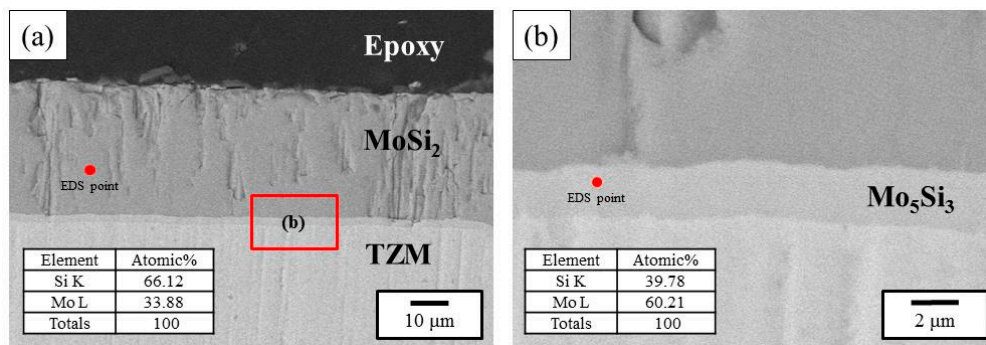 (a)
Epoxy
MoSi₂
EDS point
(b)
TZM
Element Atomic%
Si K 66.12
Mo L 33.88
Totals 100
10 μm
(b)
EDS point
Mo₅Si₃
Element Atomic%
Si K 39.78
Mo L 60.21
Totals 100
2 μm